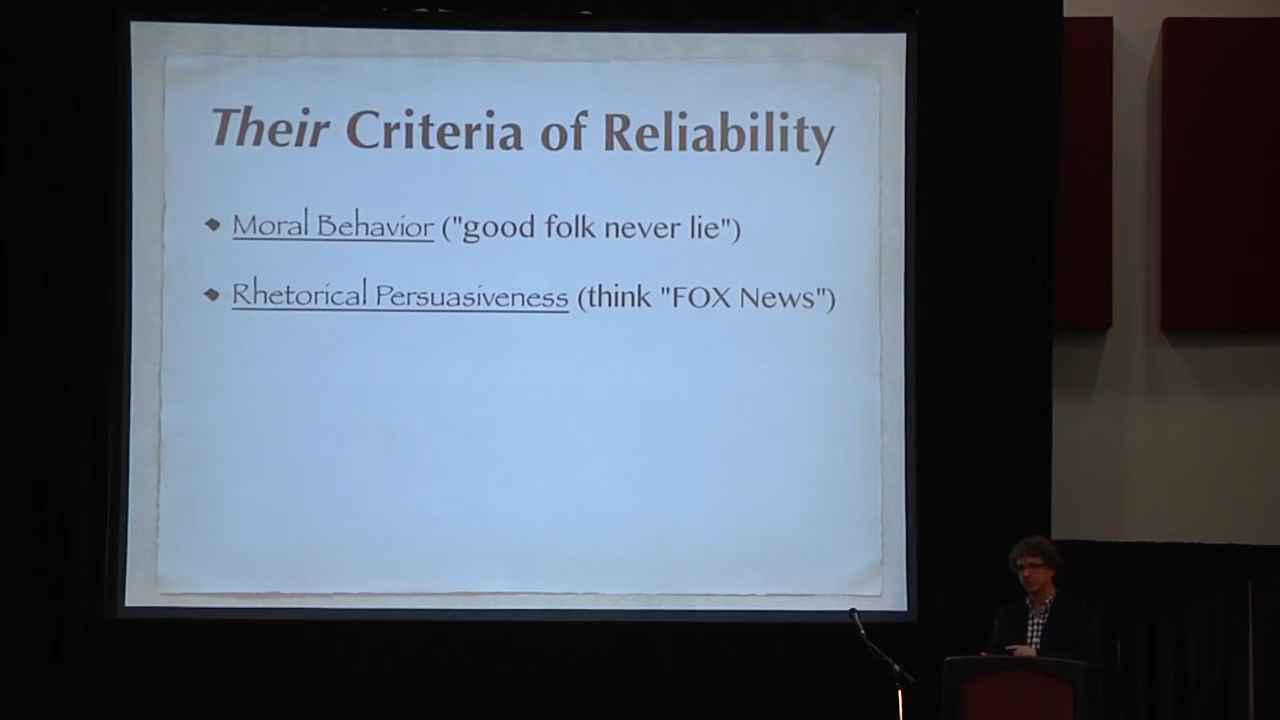 Their Criteria of Reliability
Moral Behavior ("good folk never lie")
Rhetorical Persuasiveness (think "FOX News")